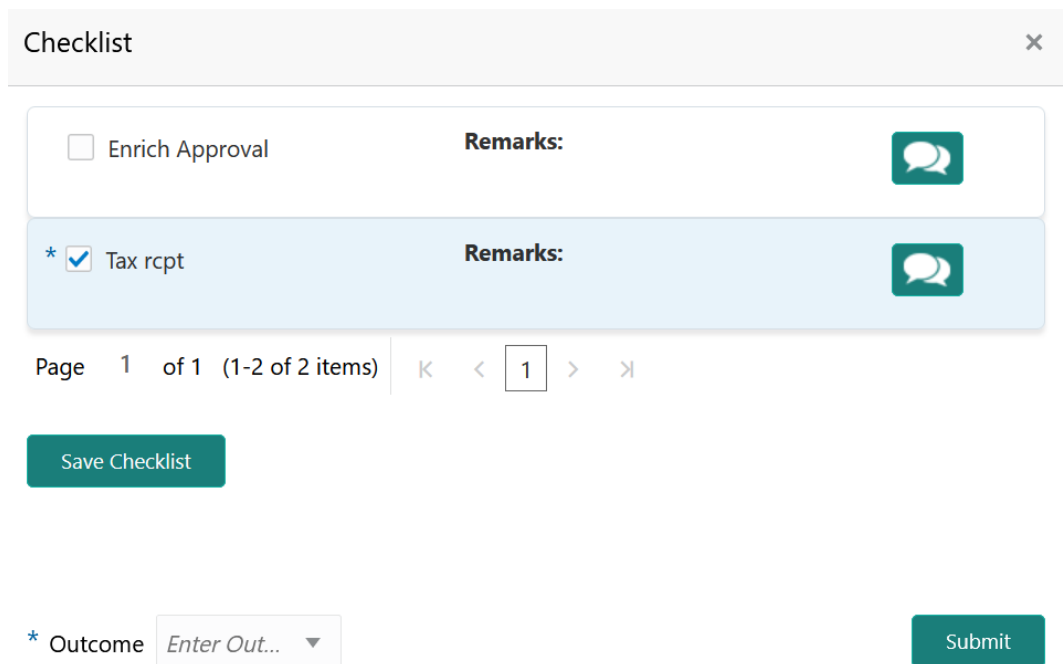 Checklist
Enrich Approval
Remarks:
* Tax rcpt
Remarks:
Page 1 of 1 (1-2 of 2 items) 1
Save Checklist
* Outcome Enter Out... Submit